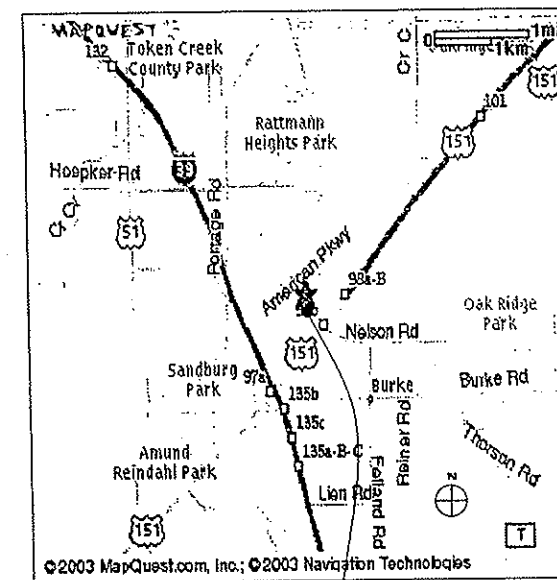 MAPQUEST
132
Token Creek
County Park
Cr C
0
1mi
1km
151
101
151
Rattmann
Heights Park
Hoepker Rd
51
Portage Rd
American Pkwy
98a-B
Oak Ridge
Park
Nelson Rd
151
Sandburg
Park
97a
135b
Burke
Burke Rd
135c
Reiner Rd
Thorson Rd
Amund
Reindahl Park
135a-B-C
Lien Rd
Felland Rd
N
151
T
©2003 MapQuest.com, Inc.; ©2003 Navigation Technologies